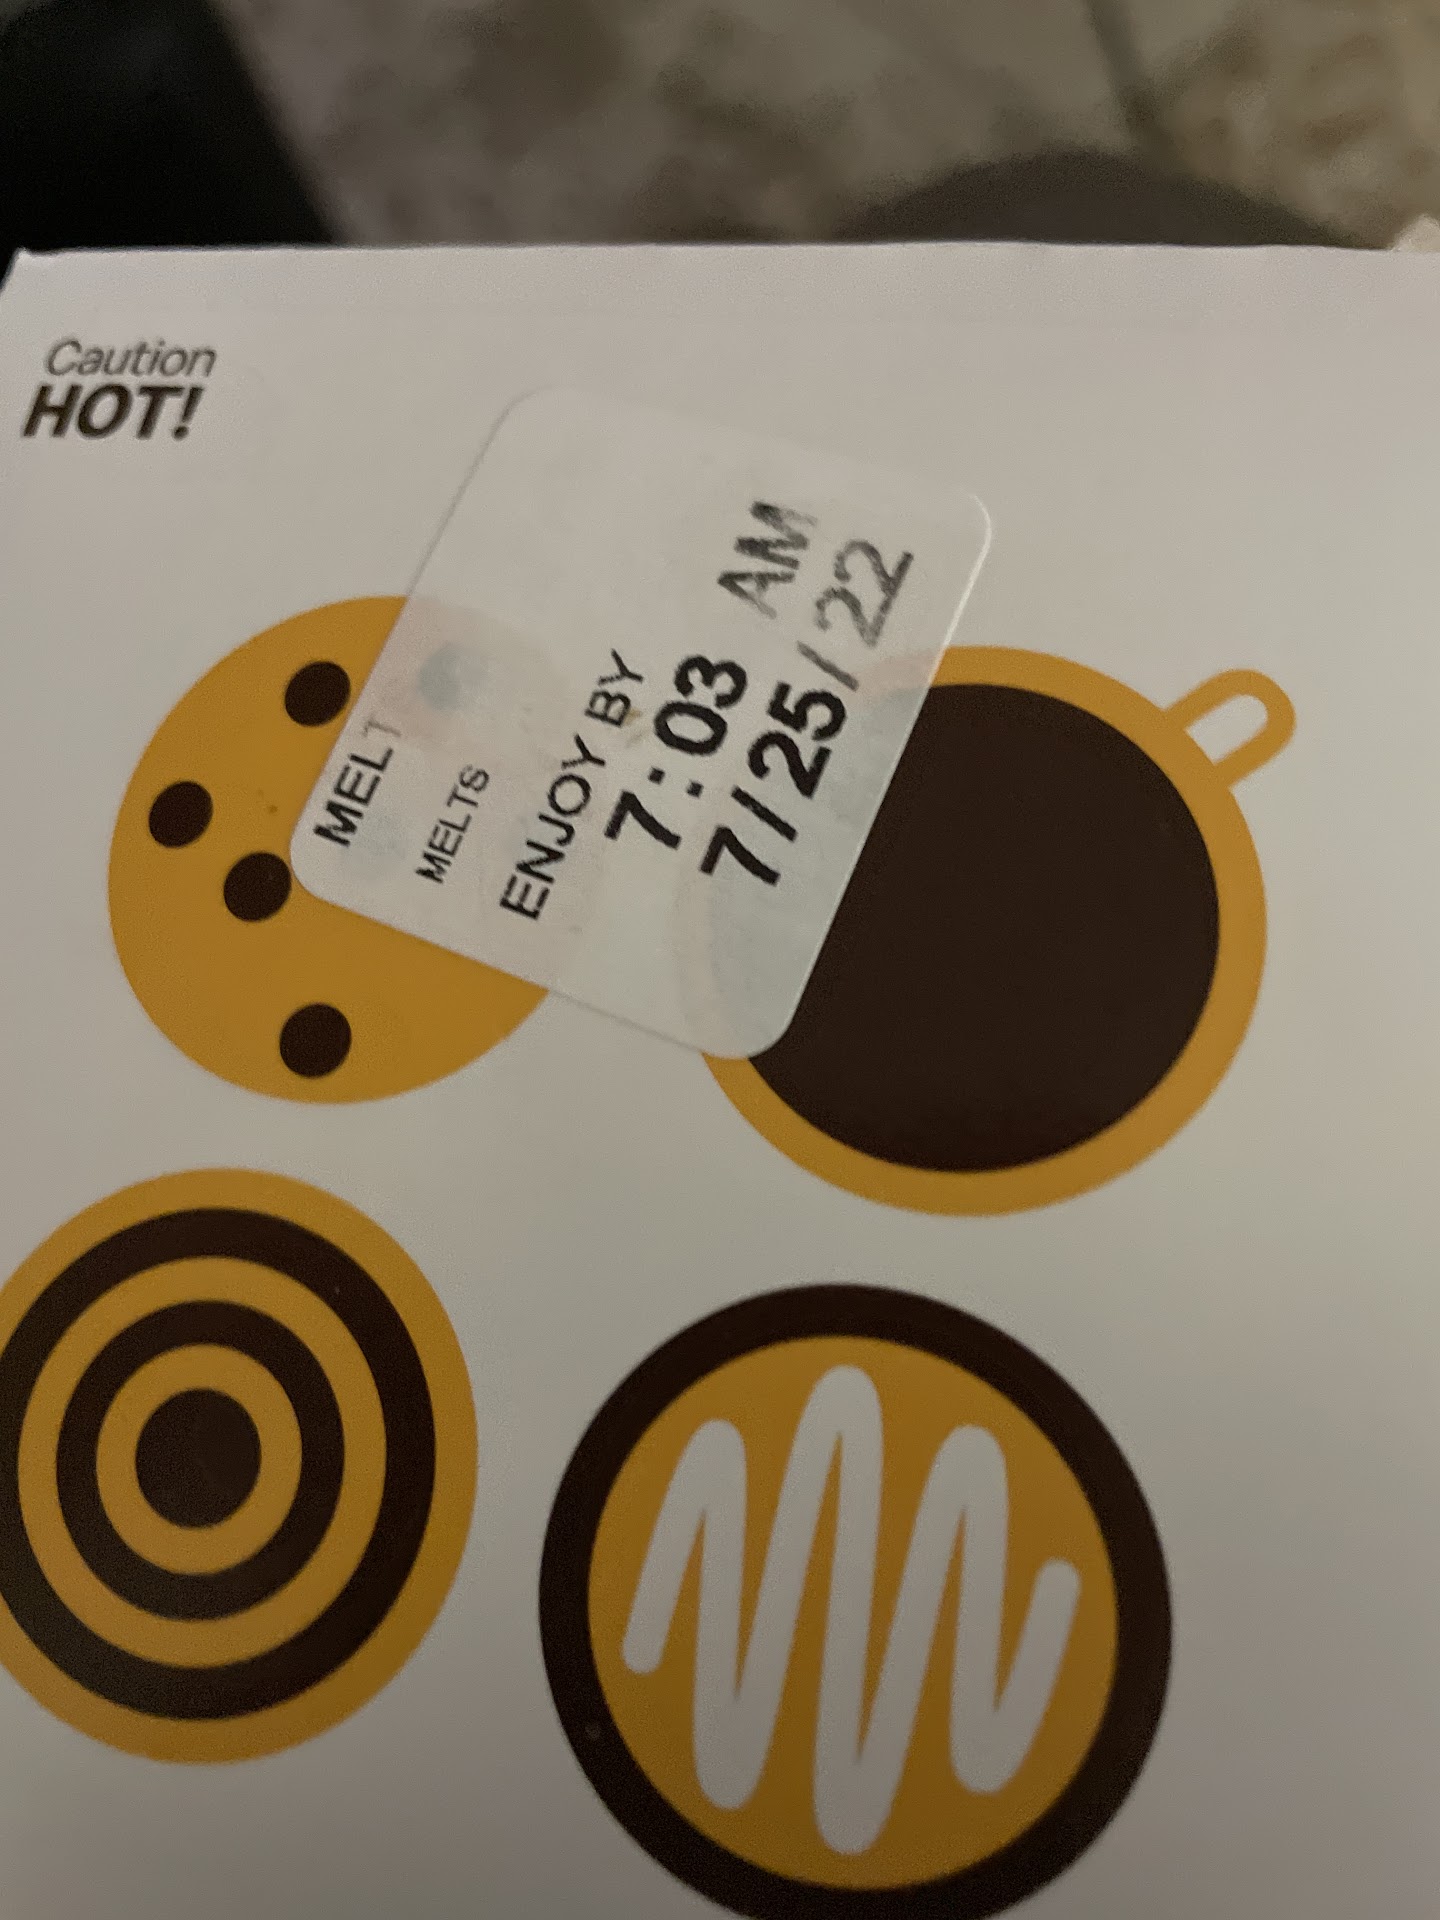 Caution
HOT!
MELT
MELTS
ENJOY BY
7:03 AM
7/25/22